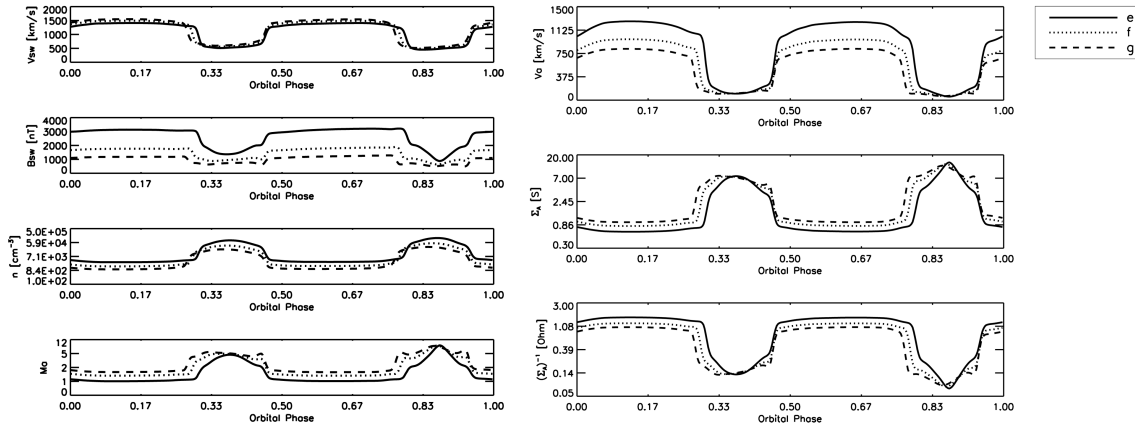 Vsw [km/s]
2000
1500
1000
500
0.00 0.17 0.33 0.50 0.67 0.83 1.00
Orbital Phase
Bsw [nT]
4000
3000
2000
1000
0
0.00 0.17 0.33 0.50 0.67 0.83 1.00
Orbital Phase
n [cm⁻³]
5.0E+05
5.9E+04
7.1E+03
8.4E+02
1.0E+02
0.00 0.17 0.33 0.50 0.67 0.83 1.00
Orbital Phase
Ma
12
5
2
1
0
0.00 0.17 0.33 0.50 0.67 0.83 1.00
Orbital Phase
Va [km/s]
1500
1125
750
375
0
0.00 0.17 0.33 0.50 0.67 0.83 1.00
Orbital Phase
Σ_A [S]
20.00
7.00
2.45
0.86
0.30
0.00 0.17 0.33 0.50 0.67 0.83 1.00
Orbital Phase
(Σ_A)⁻¹ [Ohm]
3.00
1.08
0.39
0.14
0.05
0.00 0.17 0.33 0.50 0.67 0.83 1.00
Orbital Phase
e
f
g